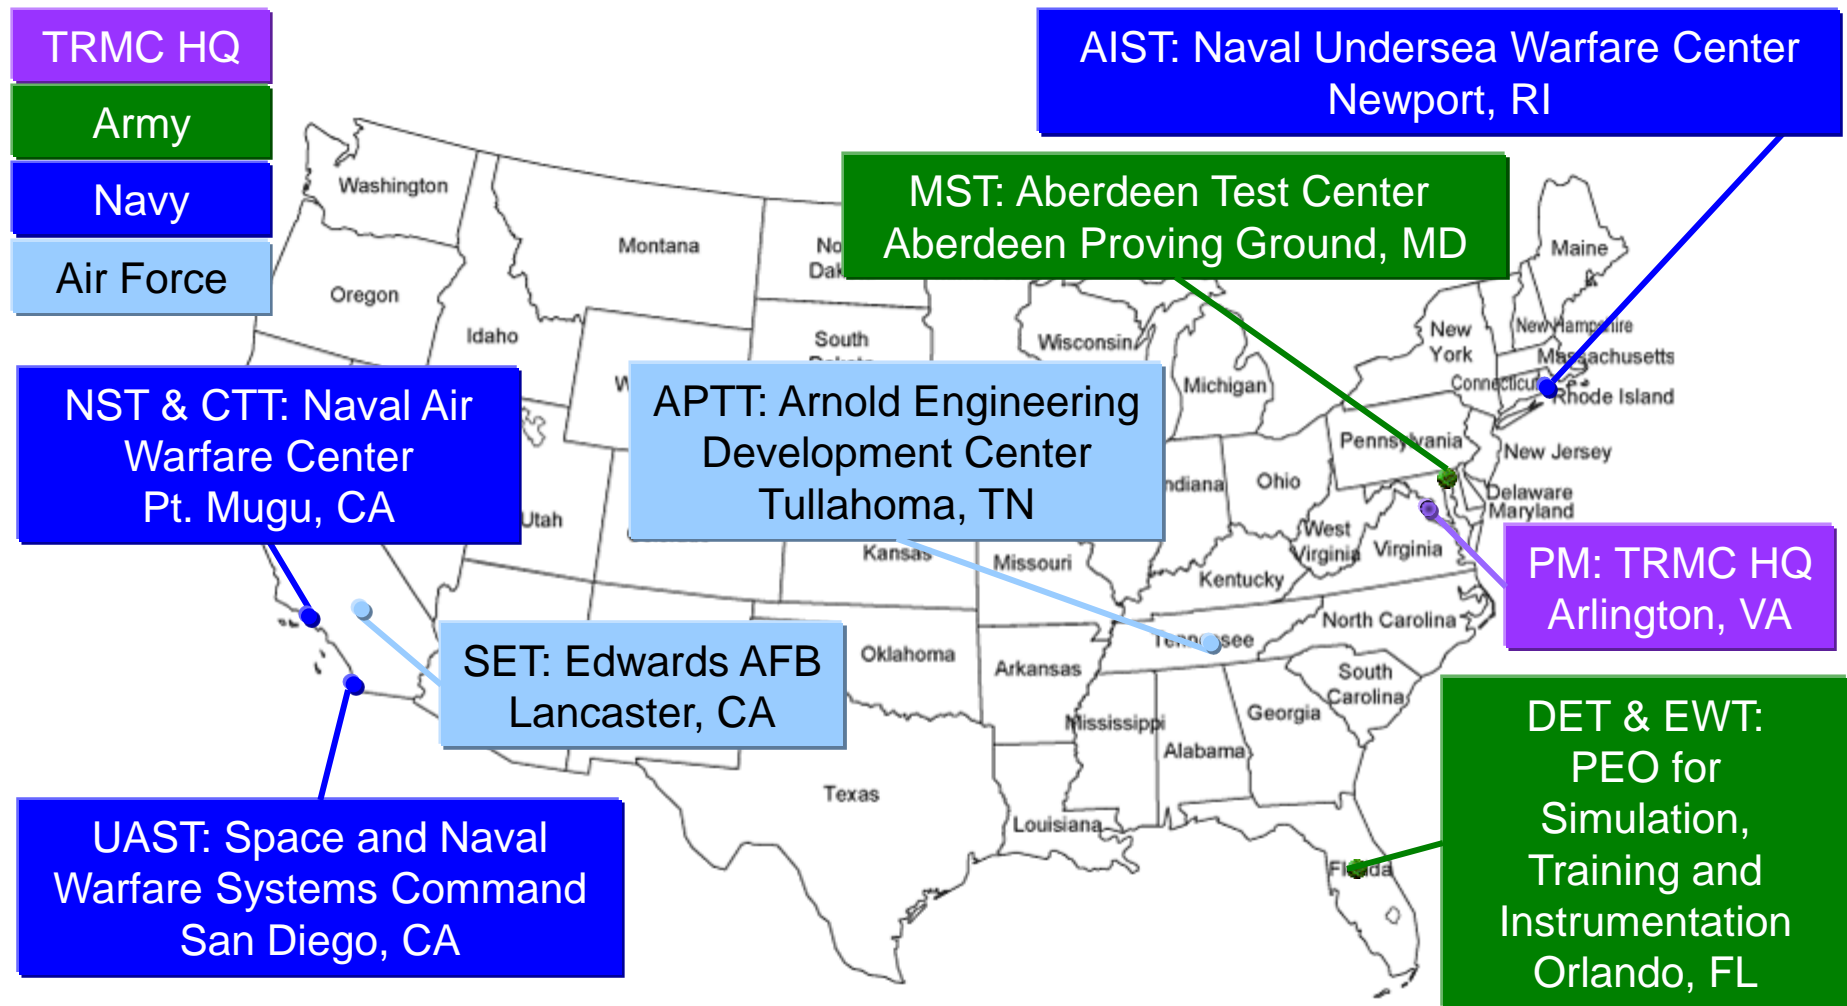 TRMC HQ
Army
Navy
Air Force
AIST: Naval Undersea Warfare Center
Newport, RI
MST: Aberdeen Test Center
Aberdeen Proving Ground, MD
NST & CTT: Naval Air
Warfare Center
Pt. Mugu, CA
APTT: Arnold Engineering
Development Center
Tullahoma, TN
PM: TRMC HQ
Arlington, VA
SET: Edwards AFB
Lancaster, CA
UAST: Space and Naval
Warfare Systems Command
San Diego, CA
DET & EWT:
PEO for
Simulation,
Training and
Instrumentation
Orlando, FL
Washington
Oregon
Idaho
Montana
South
Wisconsin
Michigan
New
York
Maine
New Hampshire
Massachusetts
Connecticut
Rhode Island
Pennsylvania
New Jersey
Delaware
Maryland
Ohio
West
Virginia
Virginia
Kentucky
Utah
Kansas
Missouri
Tennessee
North Carolina
South
Carolina
Oklahoma
Arkansas
Mississippi
Alabama
Georgia
Texas
Louisiana
Florida